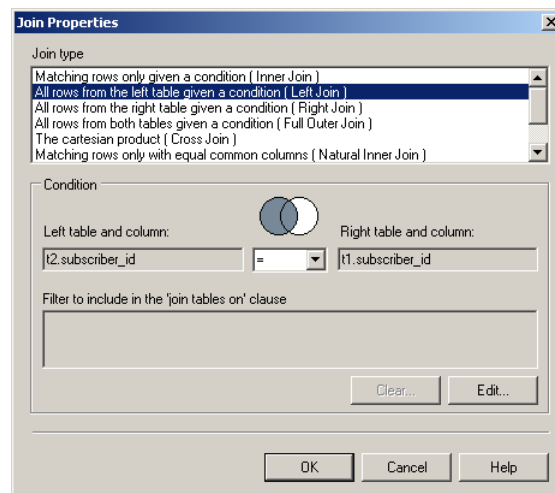 Join Properties
Join type
Matching rows only given a condition ( Inner Join )
All rows from the left table given a condition ( Left Join )
All rows from the right table given a condition ( Right Join )
All rows from both tables given a condition ( Full Outer Join )
The cartesian product ( Cross Join )
Matching rows only with equal common columns ( Natural Inner Join )
Condition
Left table and column: Right table and column:
t2.subscriber_id = t1.subscriber_id
Filter to include in the 'join tables on' clause
Clear... Edit...
OK Cancel Help